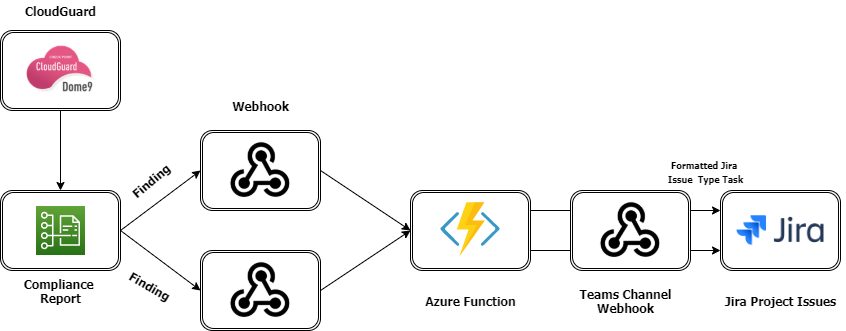 CloudGuard
CHECK POINT
CloudGuard
Dome9
Webhook
Finding
Formatted Jira
Issue Type Task
Jira
Compliance
Report
Finding
Azure Function
Teams Channel
Webhook
Jira Project Issues